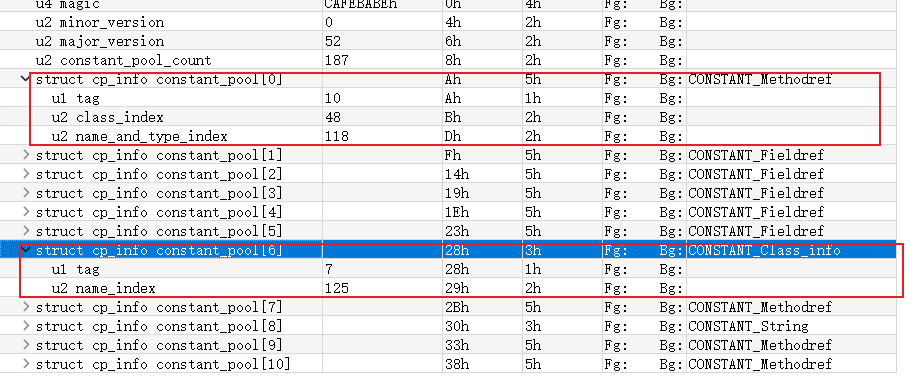 u4 magic CAFEBABEh 0h 4h Fg: Bg:
u2 minor_version 0 4h 2h Fg: Bg:
u2 major_version 52 6h 2h Fg: Bg:
u2 constant_pool_count 187 8h 2h Fg: Bg:
struct cp_info constant_pool[0] Ah 5h Fg: Bg: CONSTANT_Methodref
u1 tag 10 Ah 1h Fg: Bg:
u2 class_index 48 Bh 2h Fg: Bg:
u2 name_and_type_index 118 Dh 2h Fg: Bg:
struct cp_info constant_pool[1] Fh 5h Fg: Bg: CONSTANT_Fieldref
struct cp_info constant_pool[2] 14h 5h Fg: Bg: CONSTANT_Fieldref
struct cp_info constant_pool[3] 19h 5h Fg: Bg: CONSTANT_Fieldref
struct cp_info constant_pool[4] 1Eh 5h Fg: Bg: CONSTANT_Fieldref
struct cp_info constant_pool[5] 23h 5h Fg: Bg: CONSTANT_Fieldref
struct cp_info constant_pool[6] 28h 3h Fg: Bg: CONSTANT_Class_info
u1 tag 7 28h 1h Fg: Bg:
u2 name_index 125 29h 2h Fg: Bg:
struct cp_info constant_pool[7] 2Bh 5h Fg: Bg: CONSTANT_Methodref
struct cp_info constant_pool[8] 30h 3h Fg: Bg: CONSTANT_String
struct cp_info constant_pool[9] 33h 5h Fg: Bg: CONSTANT_Methodref
struct cp_info constant_pool[10] 38h 5h Fg: Bg: CONSTANT_Methodref